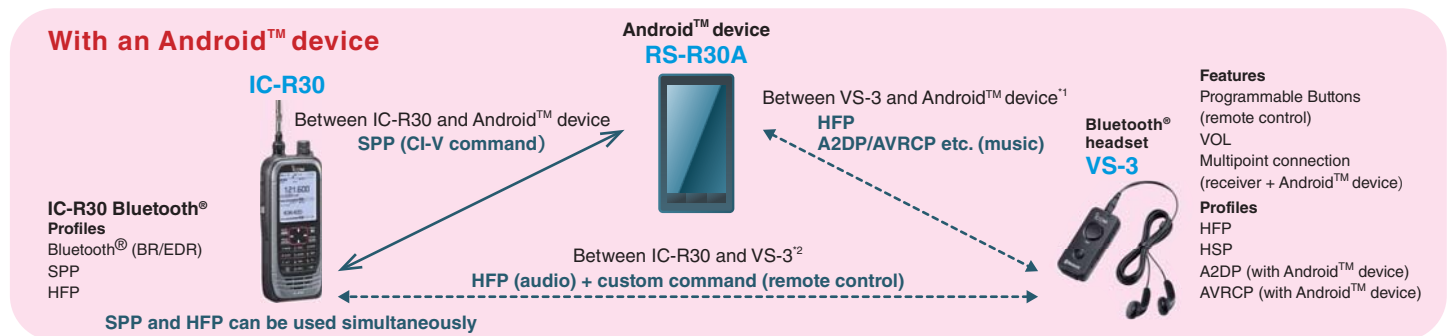 With an Android™ device
IC-R30
Between IC-R30 and Android™ device
SPP (CI-V command)
Android™ device
RS-R30A
Between VS-3 and Android™ device*1
HFP
A2DP/AVRCP etc. (music)
Bluetooth®
headset
VS-3
Features
Programmable Buttons
(remote control)
VOL
Multipoint connection
(receiver + Android™ device)
Profiles
HFP
HSP
A2DP (with Android™ device)
AVRCP (with Android™ device)
IC-R30 Bluetooth®
Profiles
Bluetooth® (BR/EDR)
SPP
HFP
121.600
Between IC-R30 and VS-3*2
HFP (audio) + custom command (remote control)
SPP and HFP can be used simultaneously